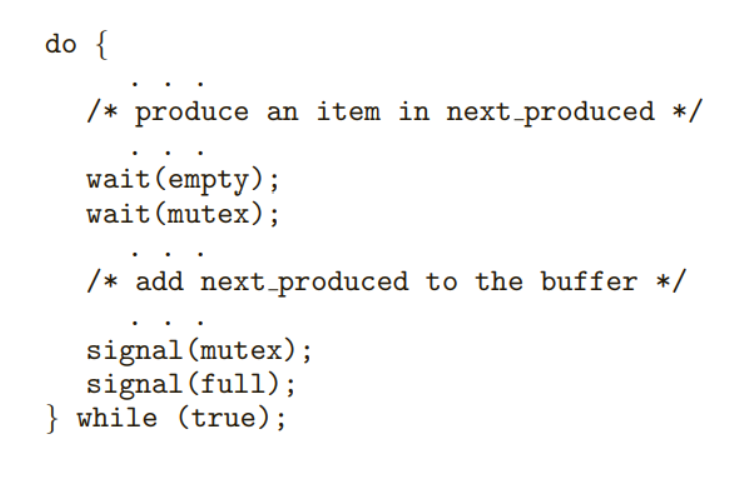 do {
. . .
/* produce an item in next_produced */
. . .
wait(empty);
wait(mutex);
. . .
/* add next_produced to the buffer */
. . .
signal(mutex);
signal(full);
} while (true);